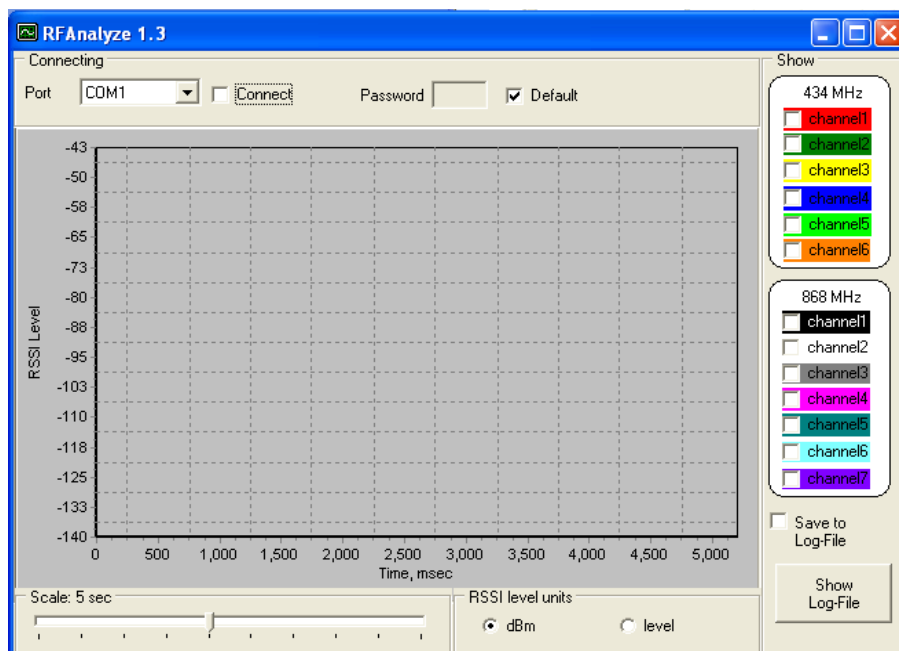 RFAnalyze 1.3
Connecting
Port COM1 Connect Password Default
Show
434 MHz
channel1
channel2
channel3
channel4
channel5
channel6
868 MHz
channel1
channel2
channel3
channel4
channel5
channel6
channel7
Save to
Log-File
Show
Log-File
RSSI Level
-43
-50
-58
-65
-73
-80
-88
-95
-103
-110
-118
-125
-133
-140
0 500 1,000 1,500 2,000 2,500 3,000 3,500 4,000 4,500 5,000
Time, msec
Scale: 5 sec
RSSI level units
dBm level